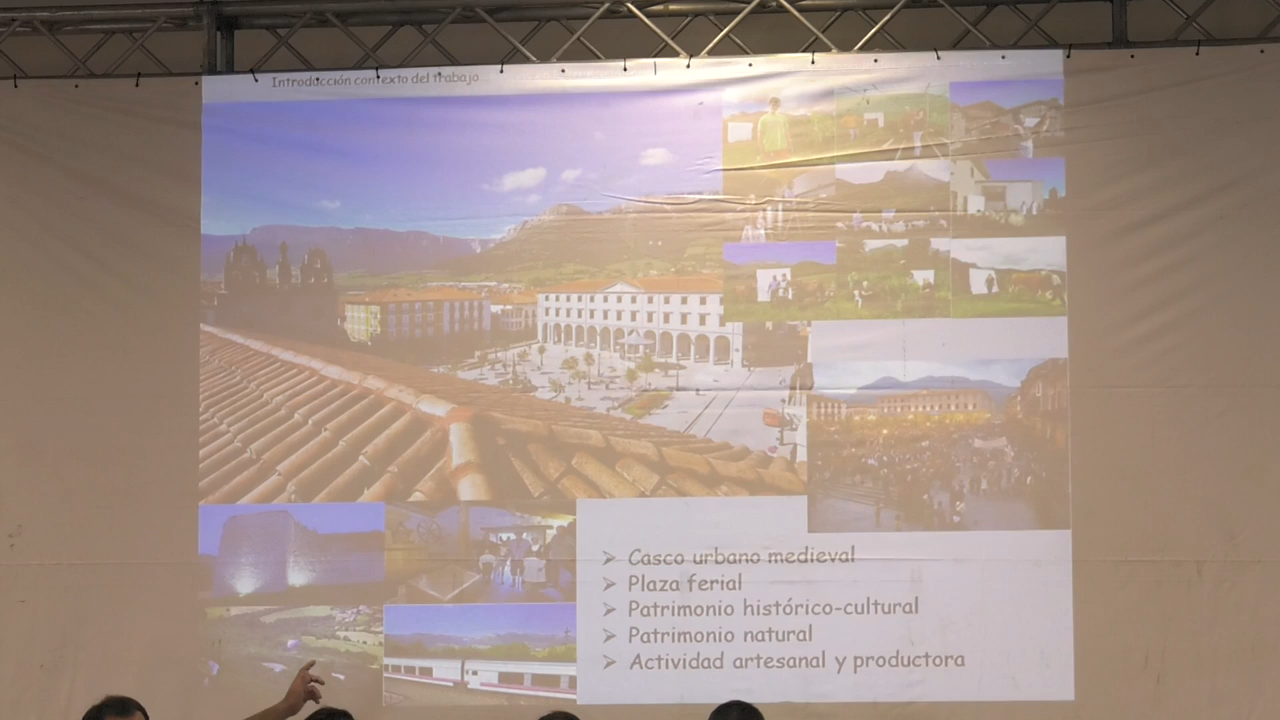 Introducción contexto del trabajo
➢ Casco urbano medieval
➢ Plaza ferial
➢ Patrimonio histórico-cultural
➢ Patrimonio natural
➢ Actividad artesanal y productora